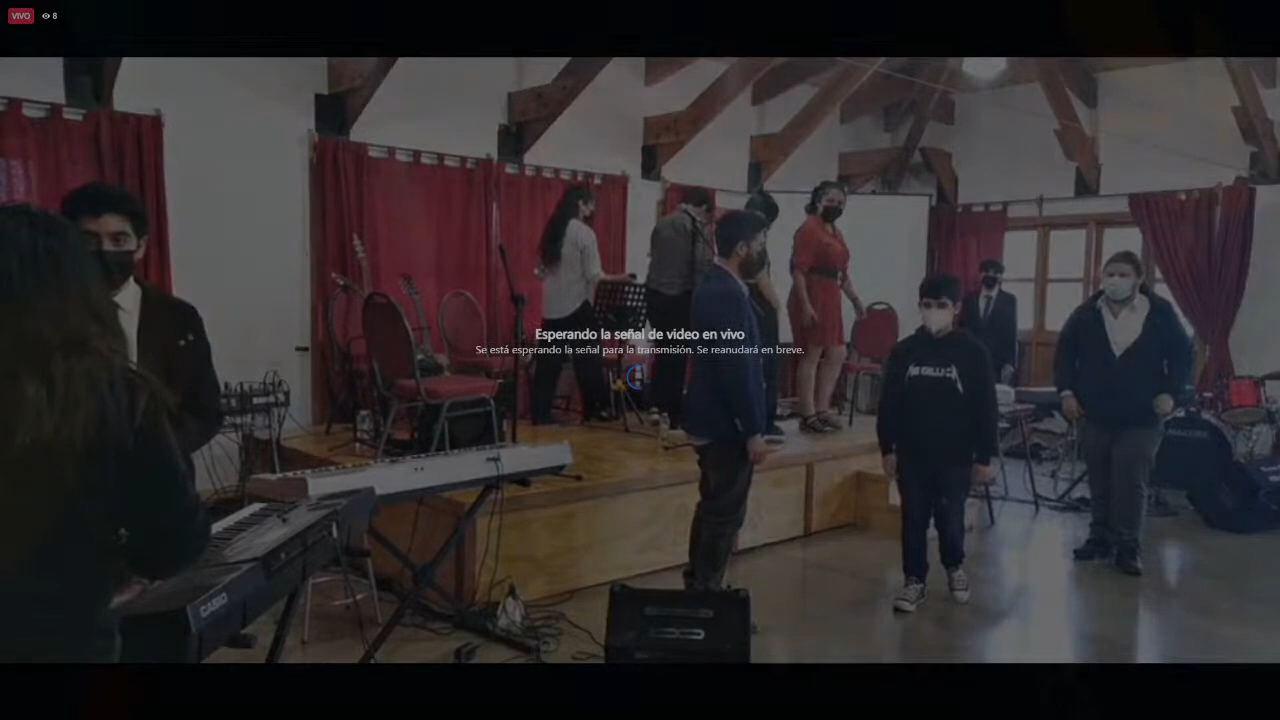 VIVO 8
Esperando la señal de video en vivo
Se está esperando la señal para la transmisión. Se reanudará en breve.
METALLICA
CASIO